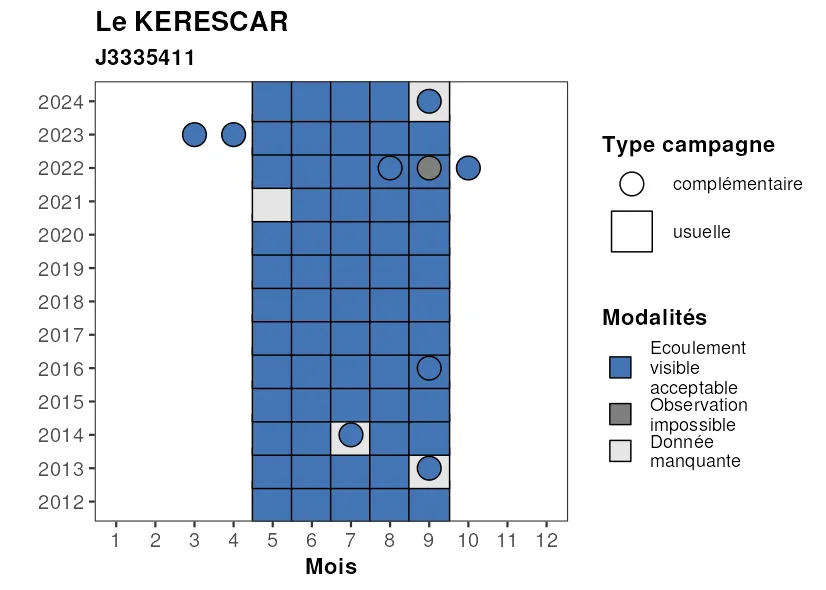 Le KERESCAR
J3335411
2024
2023
2022
2021
2020
2019
2018
2017
2016
2015
2014
2013
2012
1 2 3 4 5 6 7 8 9 10 11 12
Mois
Type campagne
complémentaire
usuelle
Modalités
Ecoulement
visible
acceptable
Observation
impossible
Donnée
manquante